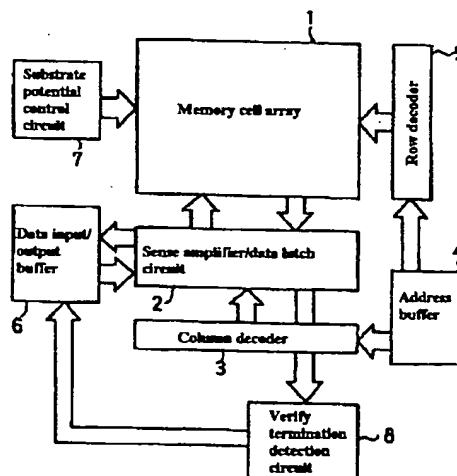 1
Substrate
potential
control
circuit
7
Memory cell array
Row decoder
5
Data input/
output
buffer
6
Sense amplifier/data latch
circuit
2
Column decoder
3
Address
buffer
4
Verify
termination
detection
circuit
8